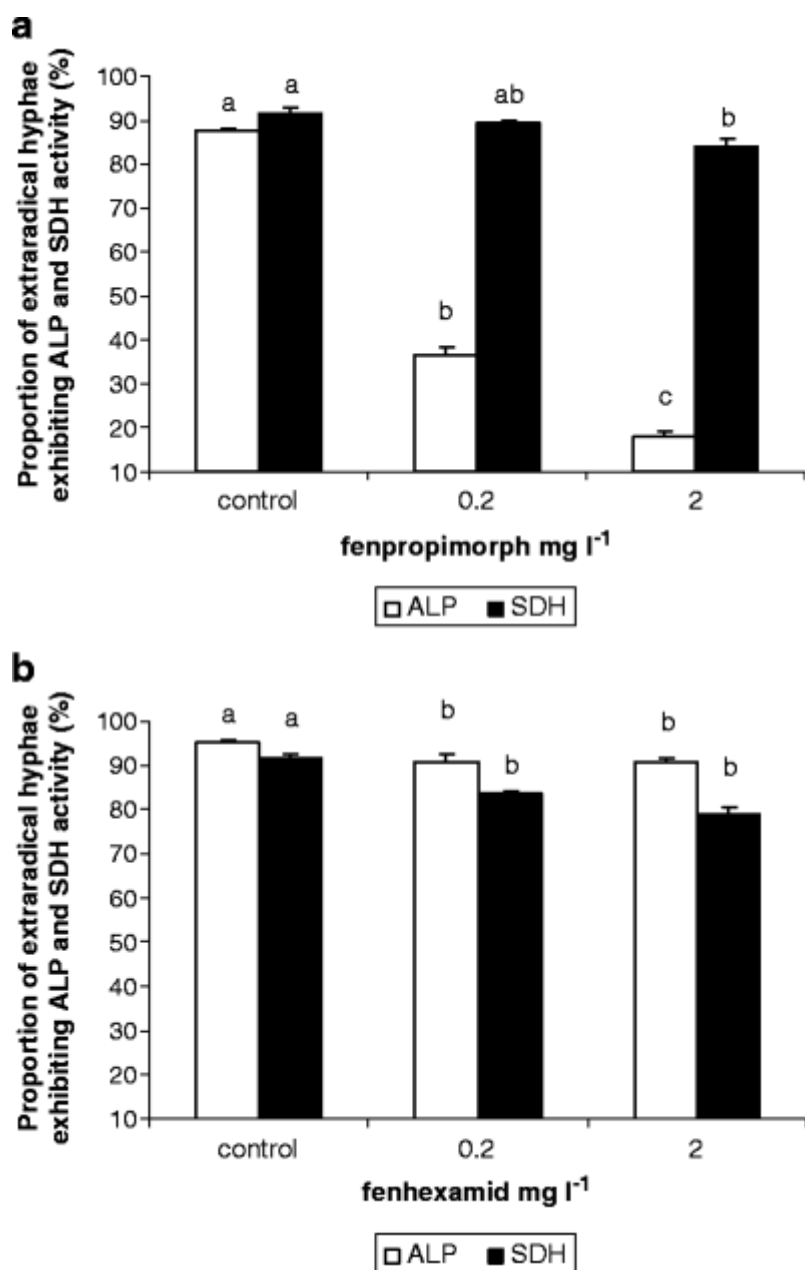 a
Proportion of extraradical hyphae
exhibiting ALP and SDH activity (%)
100
90
80
70
60
50
40
30
20
10
a
a
b
ab
c
b
control
0.2
2
fenpropimorph mg l⁻¹
ALP
SDH
b
Proportion of extraradical hyphae
exhibiting ALP and SDH activity (%)
100
90
80
70
60
50
40
30
20
10
a
a
b
b
b
b
control
0.2
2
fenhexamid mg l⁻¹
ALP
SDH